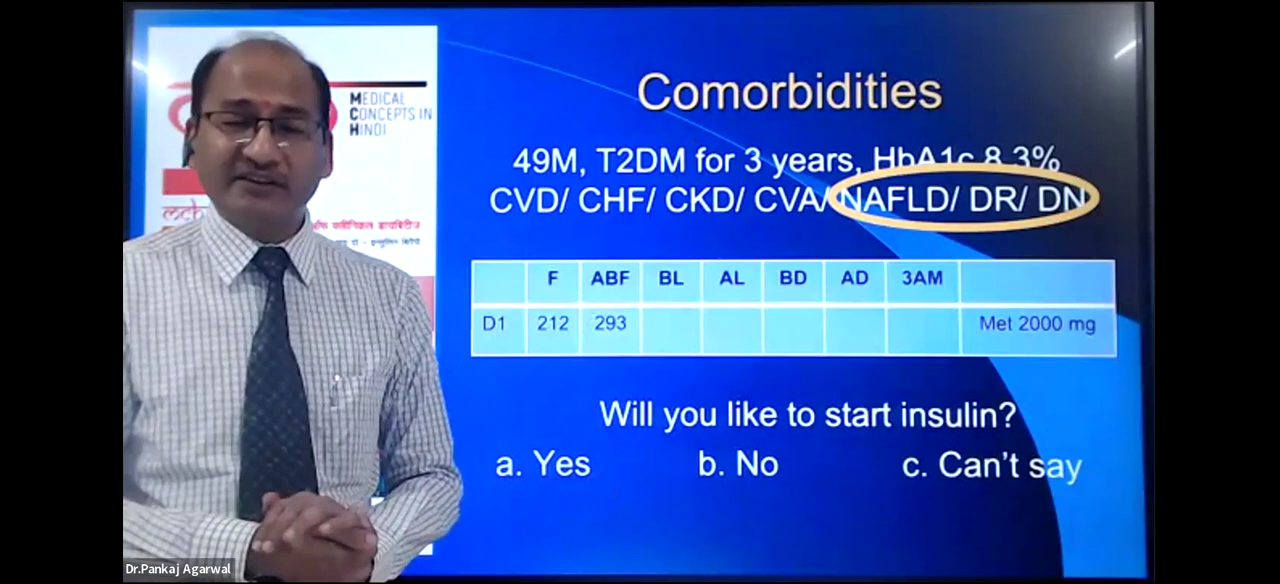 MEDICAL
CONCEPTS IN
HINDI
Comorbidities
49M, T2DM for 3 years, HbA1c 8.3%
CVD/ CHF/ CKD/ CVA/ NAFLD/ DR/ DN
F ABF BL AL BD AD 3AM
D1 212 293 Met 2000 mg
Will you like to start insulin?
a. Yes b. No c. Can't say
Dr.Pankaj Agarwal